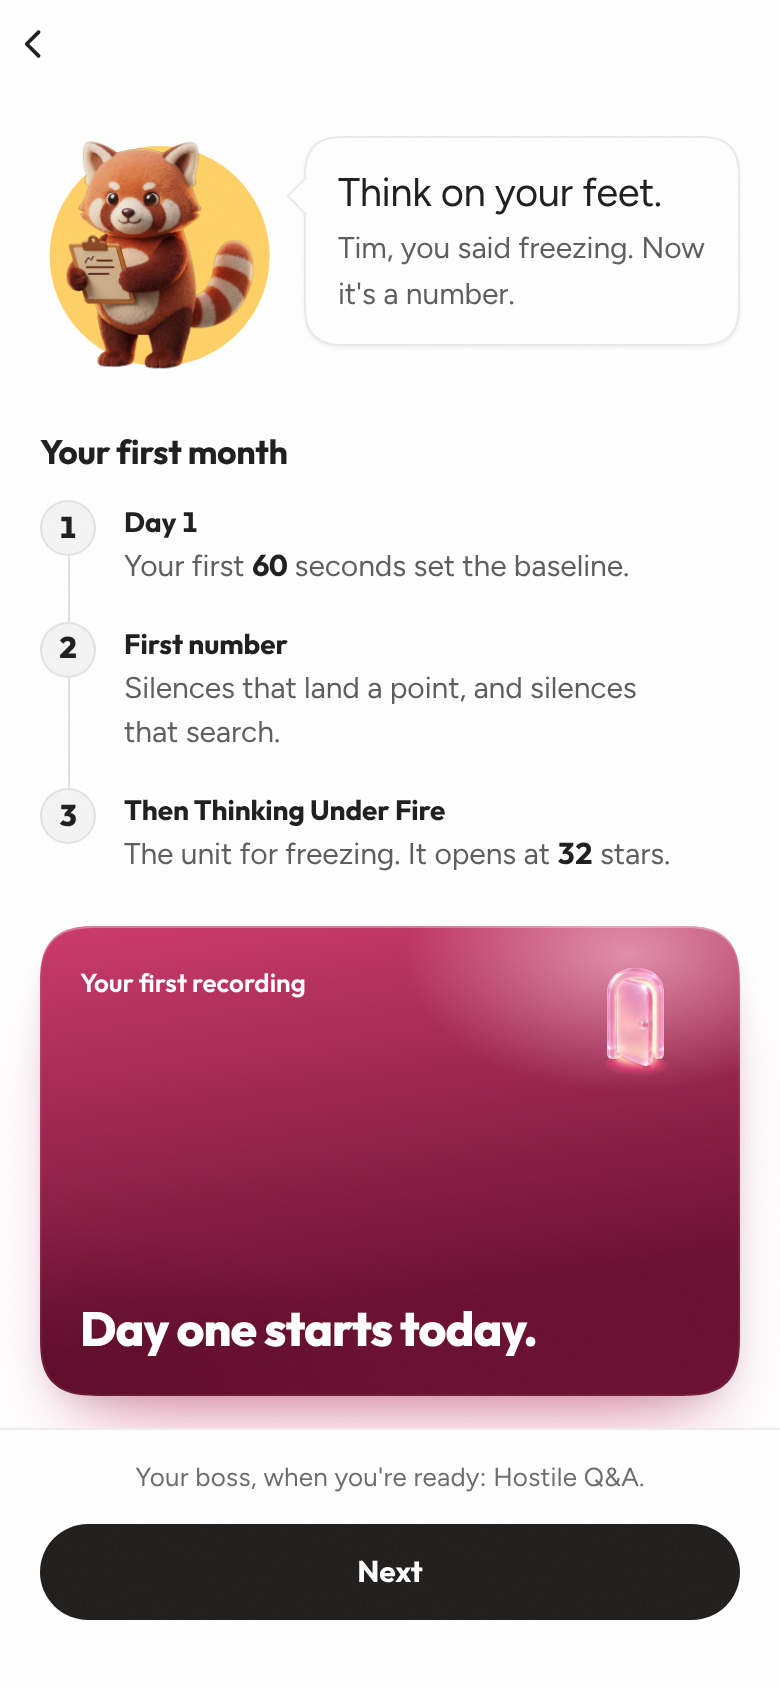 Think on your feet.
Tim, you said freezing. Now
it's a number.
Your first month
1
Day 1
Your first 60 seconds set the baseline.
2
First number
Silences that land a point, and silences
that search.
3
Then Thinking Under Fire
The unit for freezing. It opens at 32 stars.
Your first recording
Day one starts today.
Your boss, when you're ready: Hostile Q&A.
Next